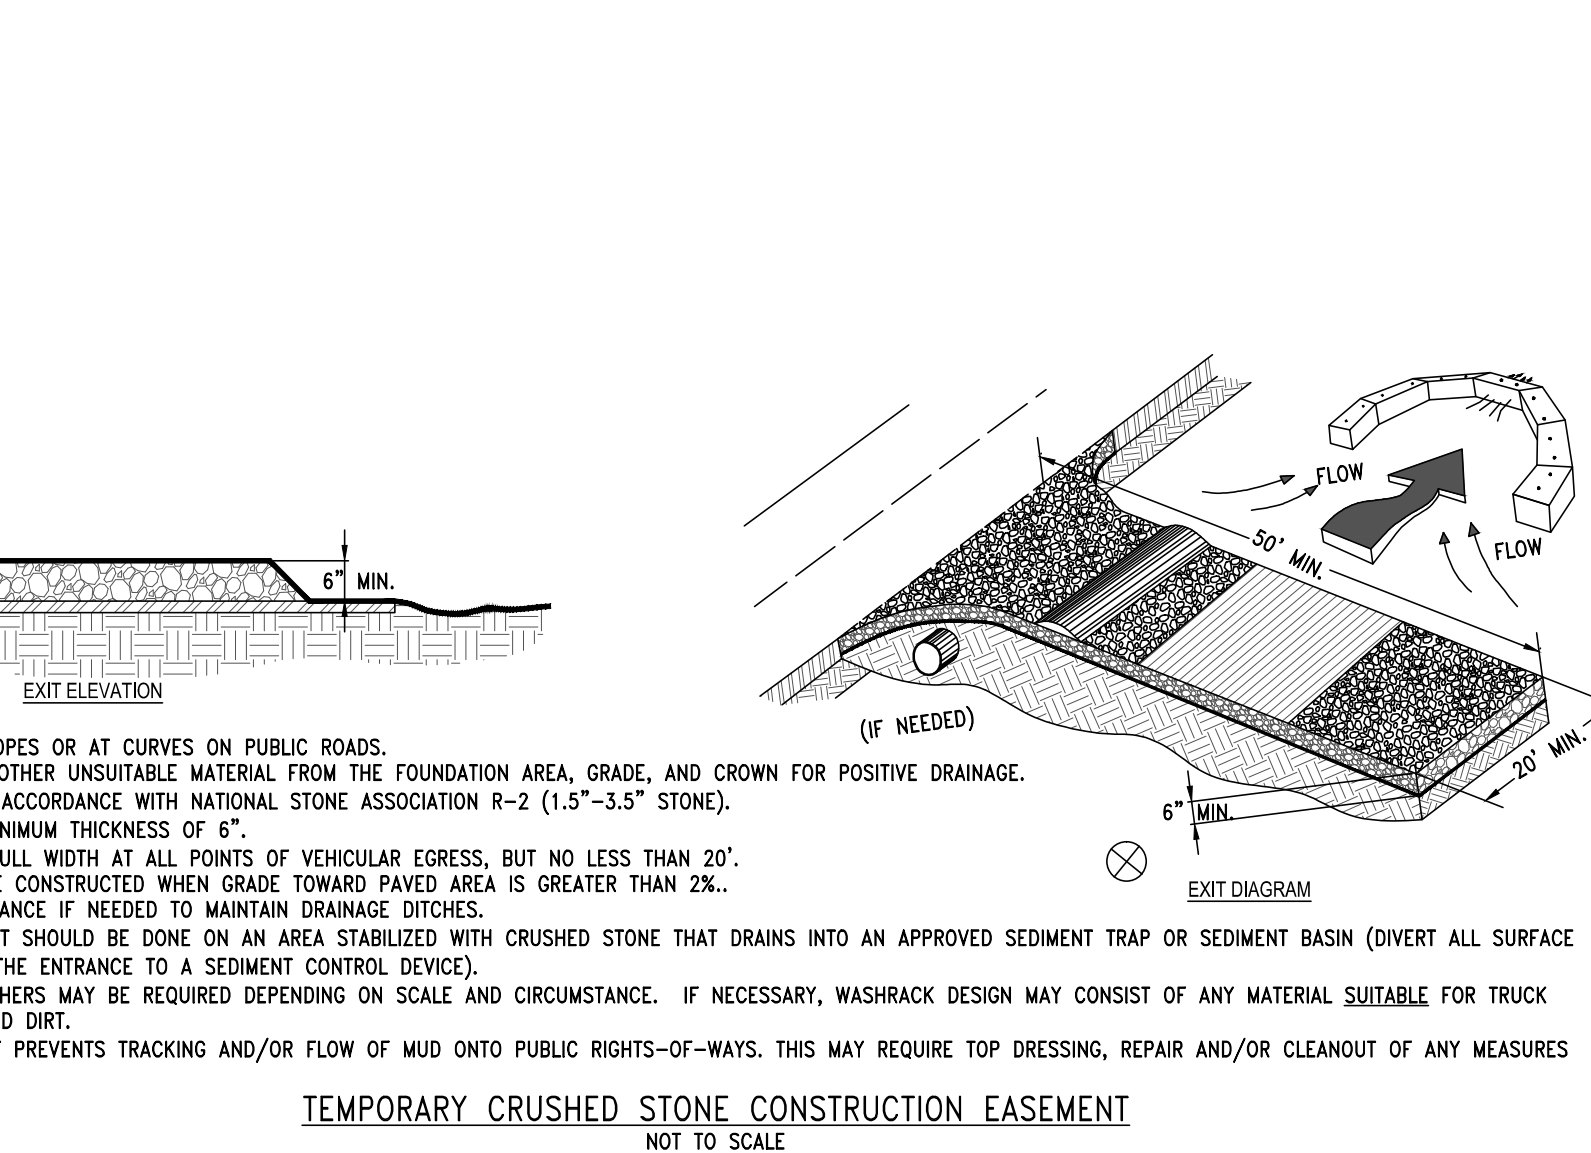 FLOW
50' MIN.
FLOW
6" MIN.
20' MIN.
(IF NEEDED)
6" MIN.
EXIT ELEVATION
EXIT DIAGRAM
OPES OR AT CURVES ON PUBLIC ROADS.
OTHER UNSUITABLE MATERIAL FROM THE FOUNDATION AREA, GRADE, AND CROWN FOR POSITIVE DRAINAGE.
ACCORDANCE WITH NATIONAL STONE ASSOCIATION R-2 (1.5"-3.5" STONE).
NIMUM THICKNESS OF 6".
ULL WIDTH AT ALL POINTS OF VEHICULAR EGRESS, BUT NO LESS THAN 20'.
E CONSTRUCTED WHEN GRADE TOWARD PAVED AREA IS GREATER THAN 2%..
ANCE IF NEEDED TO MAINTAIN DRAINAGE DITCHES.
T SHOULD BE DONE ON AN AREA STABILIZED WITH CRUSHED STONE THAT DRAINS INTO AN APPROVED SEDIMENT TRAP OR SEDIMENT BASIN (DIVERT ALL SURFACE
THE ENTRANCE TO A SEDIMENT CONTROL DEVICE).
HERS MAY BE REQUIRED DEPENDING ON SCALE AND CIRCUMSTANCE. IF NECESSARY, WASHRACK DESIGN MAY CONSIST OF ANY MATERIAL SUITABLE FOR TRUCK
D DIRT.
T PREVENTS TRACKING AND/OR FLOW OF MUD ONTO PUBLIC RIGHTS-OF-WAYS. THIS MAY REQUIRE TOP DRESSING, REPAIR AND/OR CLEANOUT OF ANY MEASURES
TEMPORARY CRUSHED STONE CONSTRUCTION EASEMENT
NOT TO SCALE